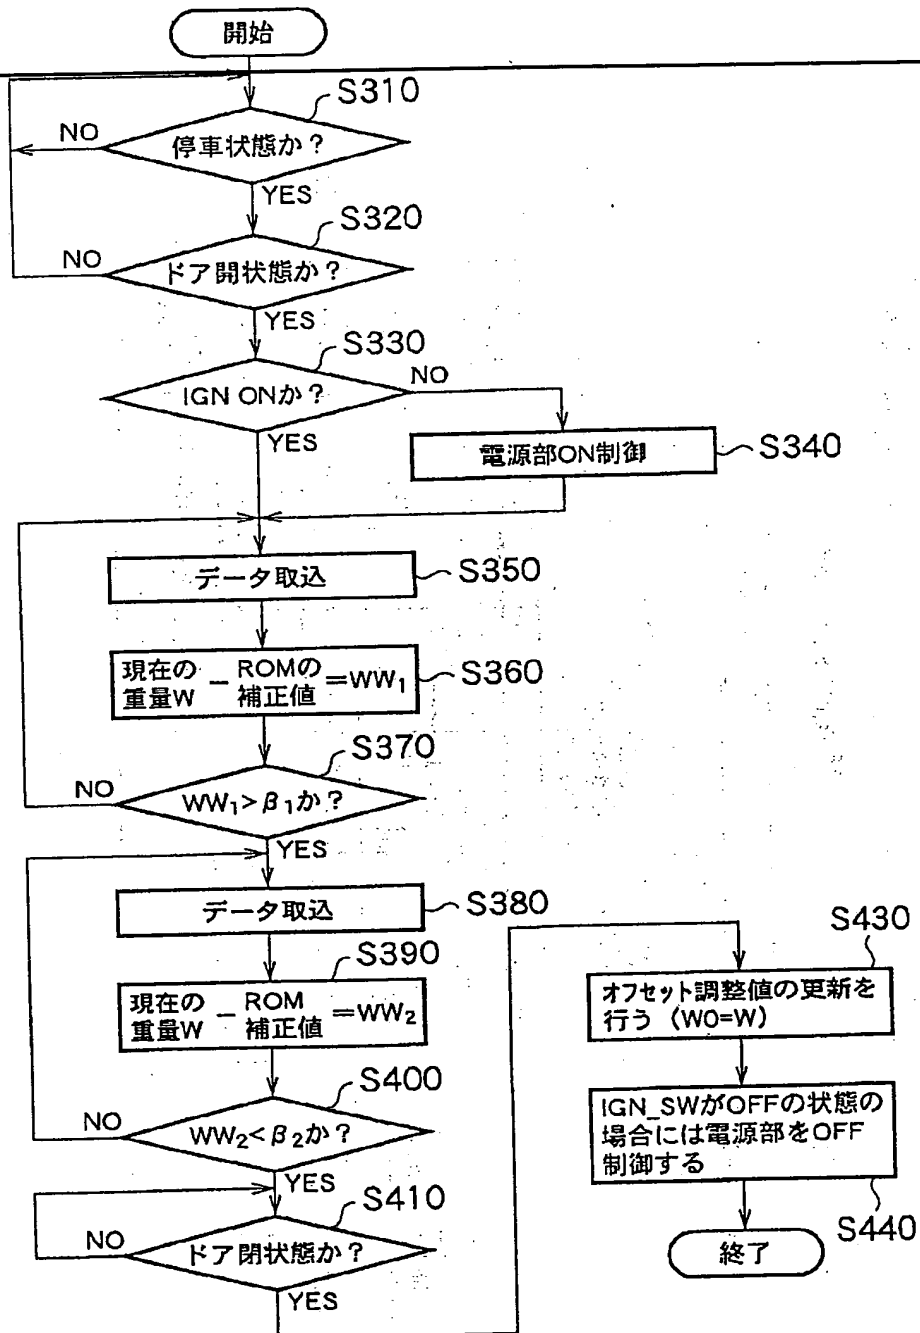 開始
S310
停車状態か？
NO
YES
S320
ドア開状態か？
NO
YES
S330
IGN ONか？
NO
YES
電源部ON制御
S340
データ取込
S350
現在の
重量W
－
ROMの
補正値
＝WW₁
S360
S370
WW₁>β₁か？
NO
YES
データ取込
S380
S390
現在の
重量W
－
ROM
補正値
＝WW₂
S400
WW₂<β₂か？
NO
YES
S410
ドア閉状態か？
NO
YES
S430
オフセット調整値の更新を
行う（W0=W）
IGN_SWがOFFの状態の
場合には電源部をOFF
制御する
S440
終了